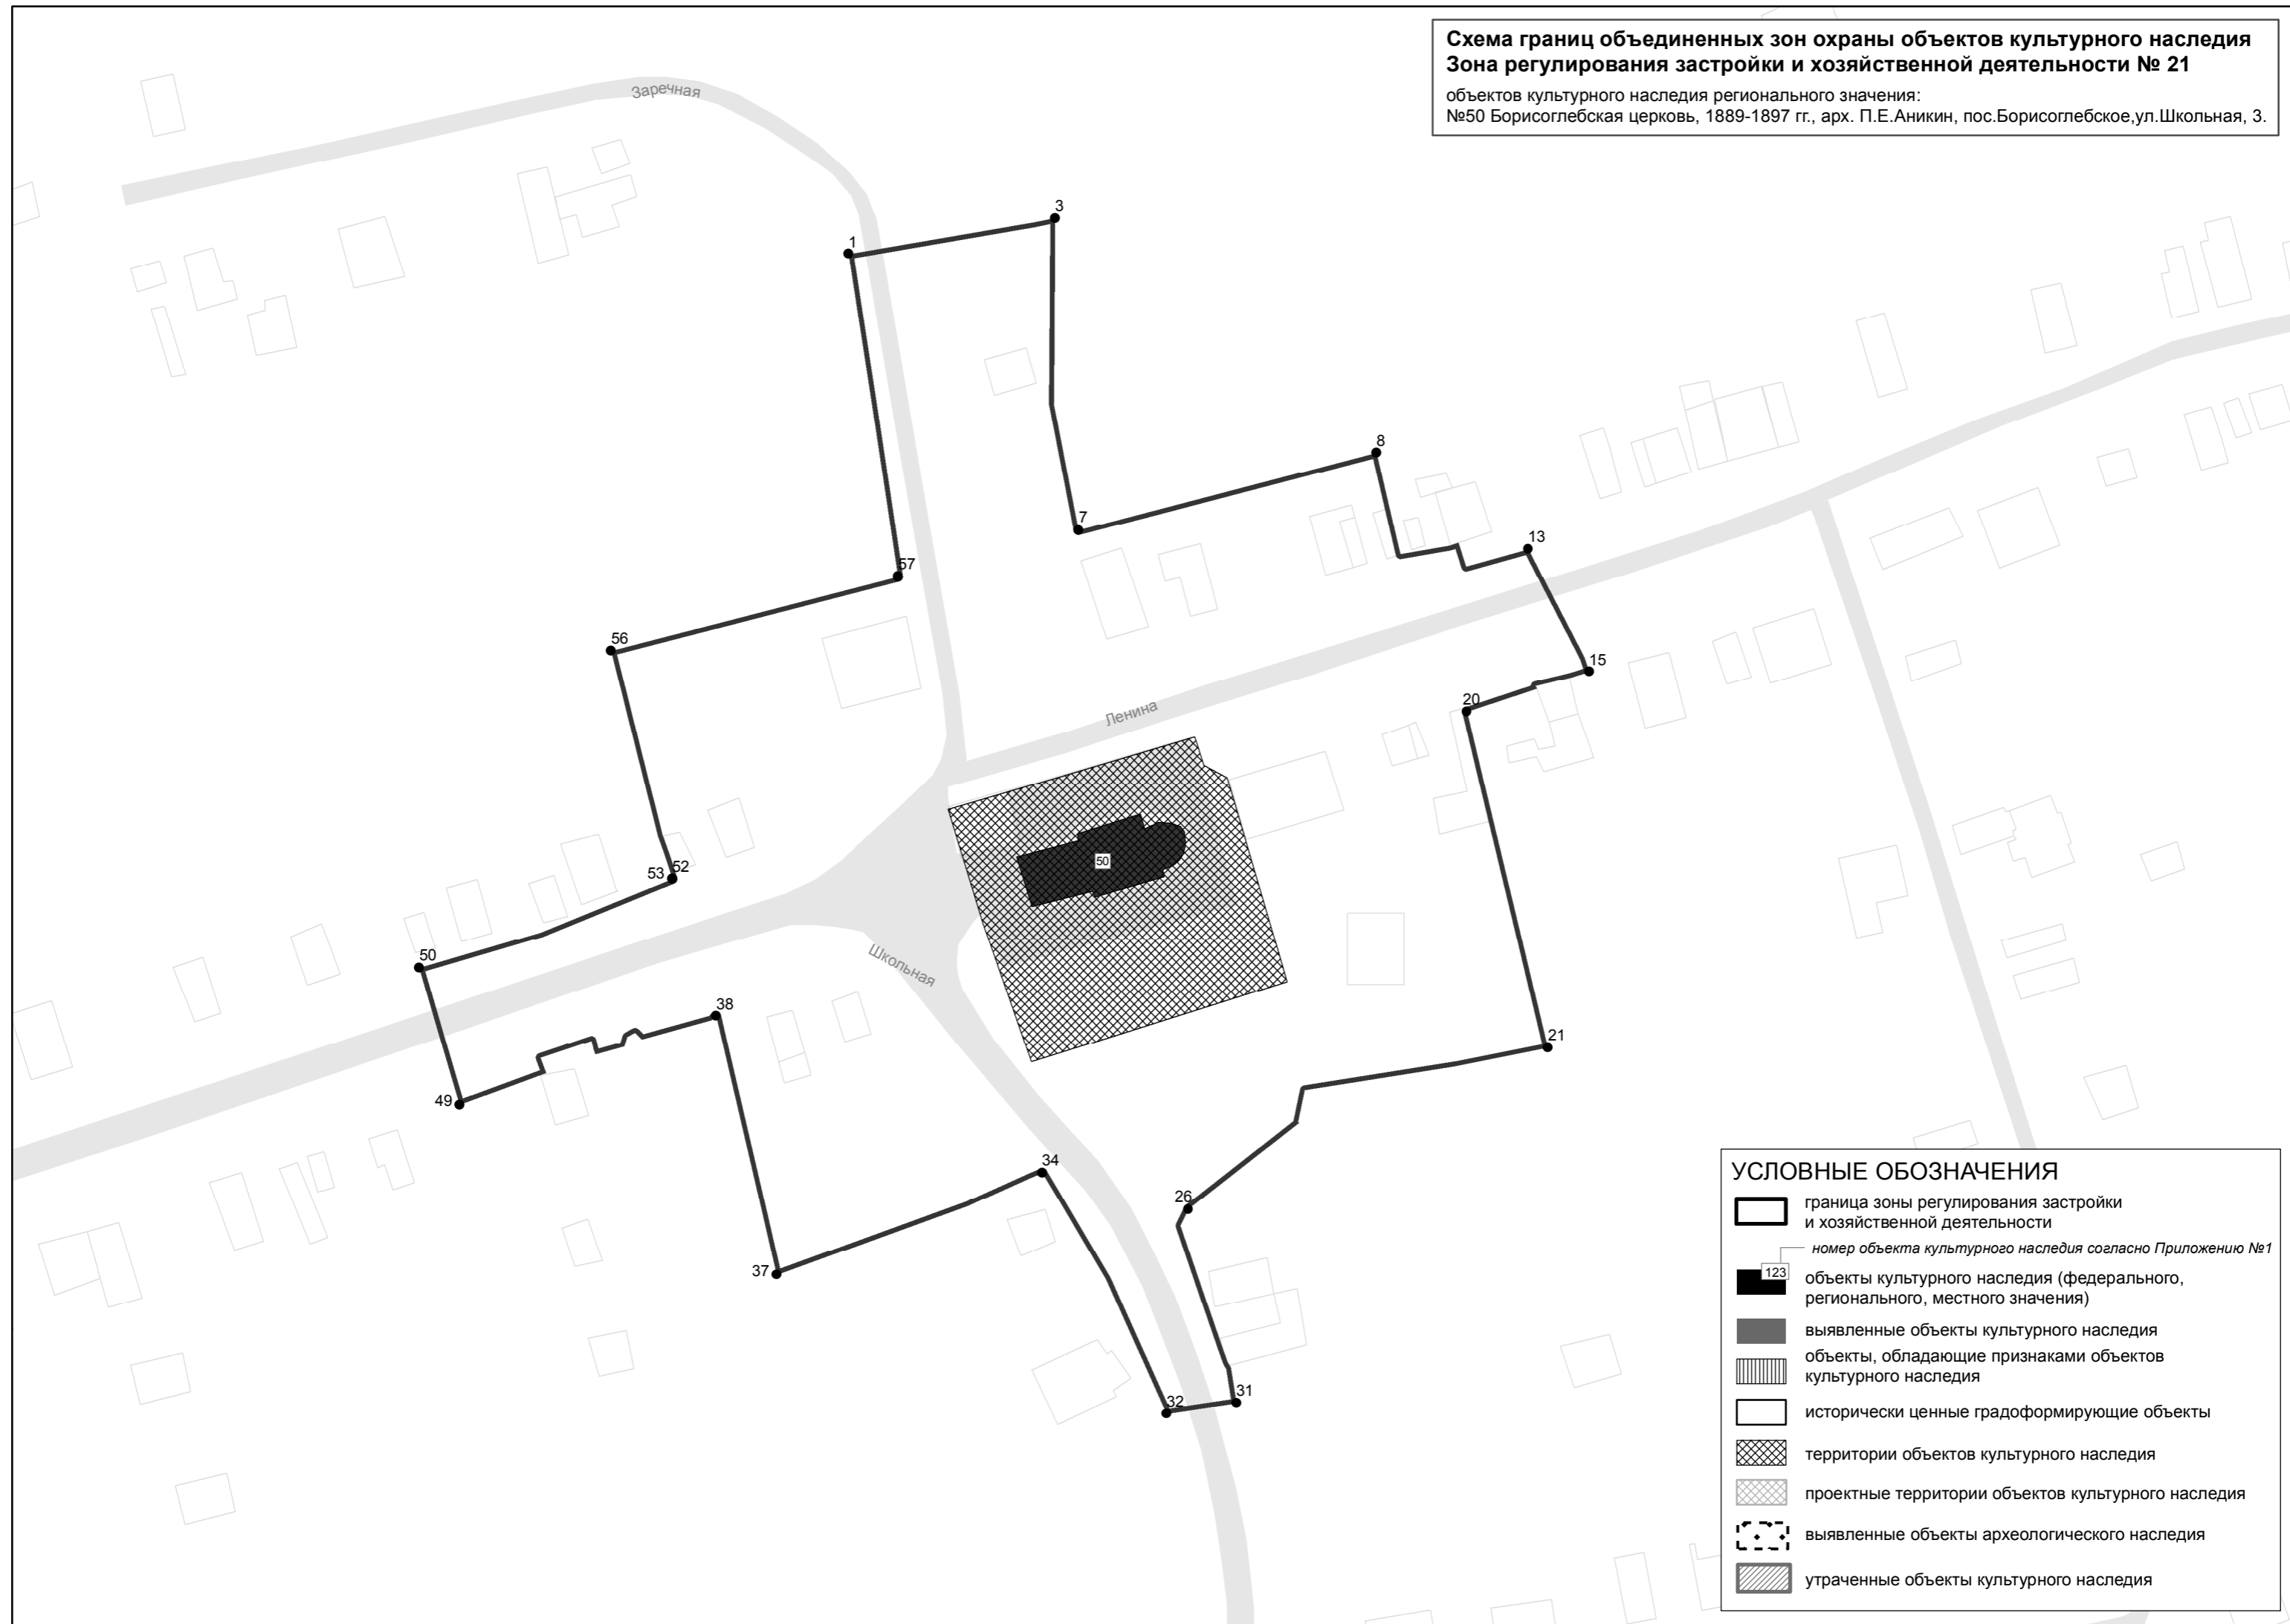 Схема границ объединенных зон охраны объектов культурного наследия
Зона регулирования застройки и хозяйственной деятельности № 21
объектов культурного наследия регионального значения:
№50 Борисоглебская церковь, 1889-1897 гг., арх. П.Е.Аникин, пос.Борисоглебское,ул.Школьная, 3.
Заречная
3
1
8
7
13
57
56
15
20
Ленина
50
53
52
50
Школьная
38
21
49
34
26
37
31
32
УСЛОВНЫЕ ОБОЗНАЧЕНИЯ
граница зоны регулирования застройки
и хозяйственной деятельности
номер объекта культурного наследия согласно Приложению №1
123
объекты культурного наследия (федерального,
регионального, местного значения)
выявленные объекты культурного наследия
объекты, обладающие признаками объектов
культурного наследия
исторически ценные градоформирующие объекты
территории объектов культурного наследия
проектные территории объектов культурного наследия
выявленные объекты археологического наследия
утраченные объекты культурного наследия